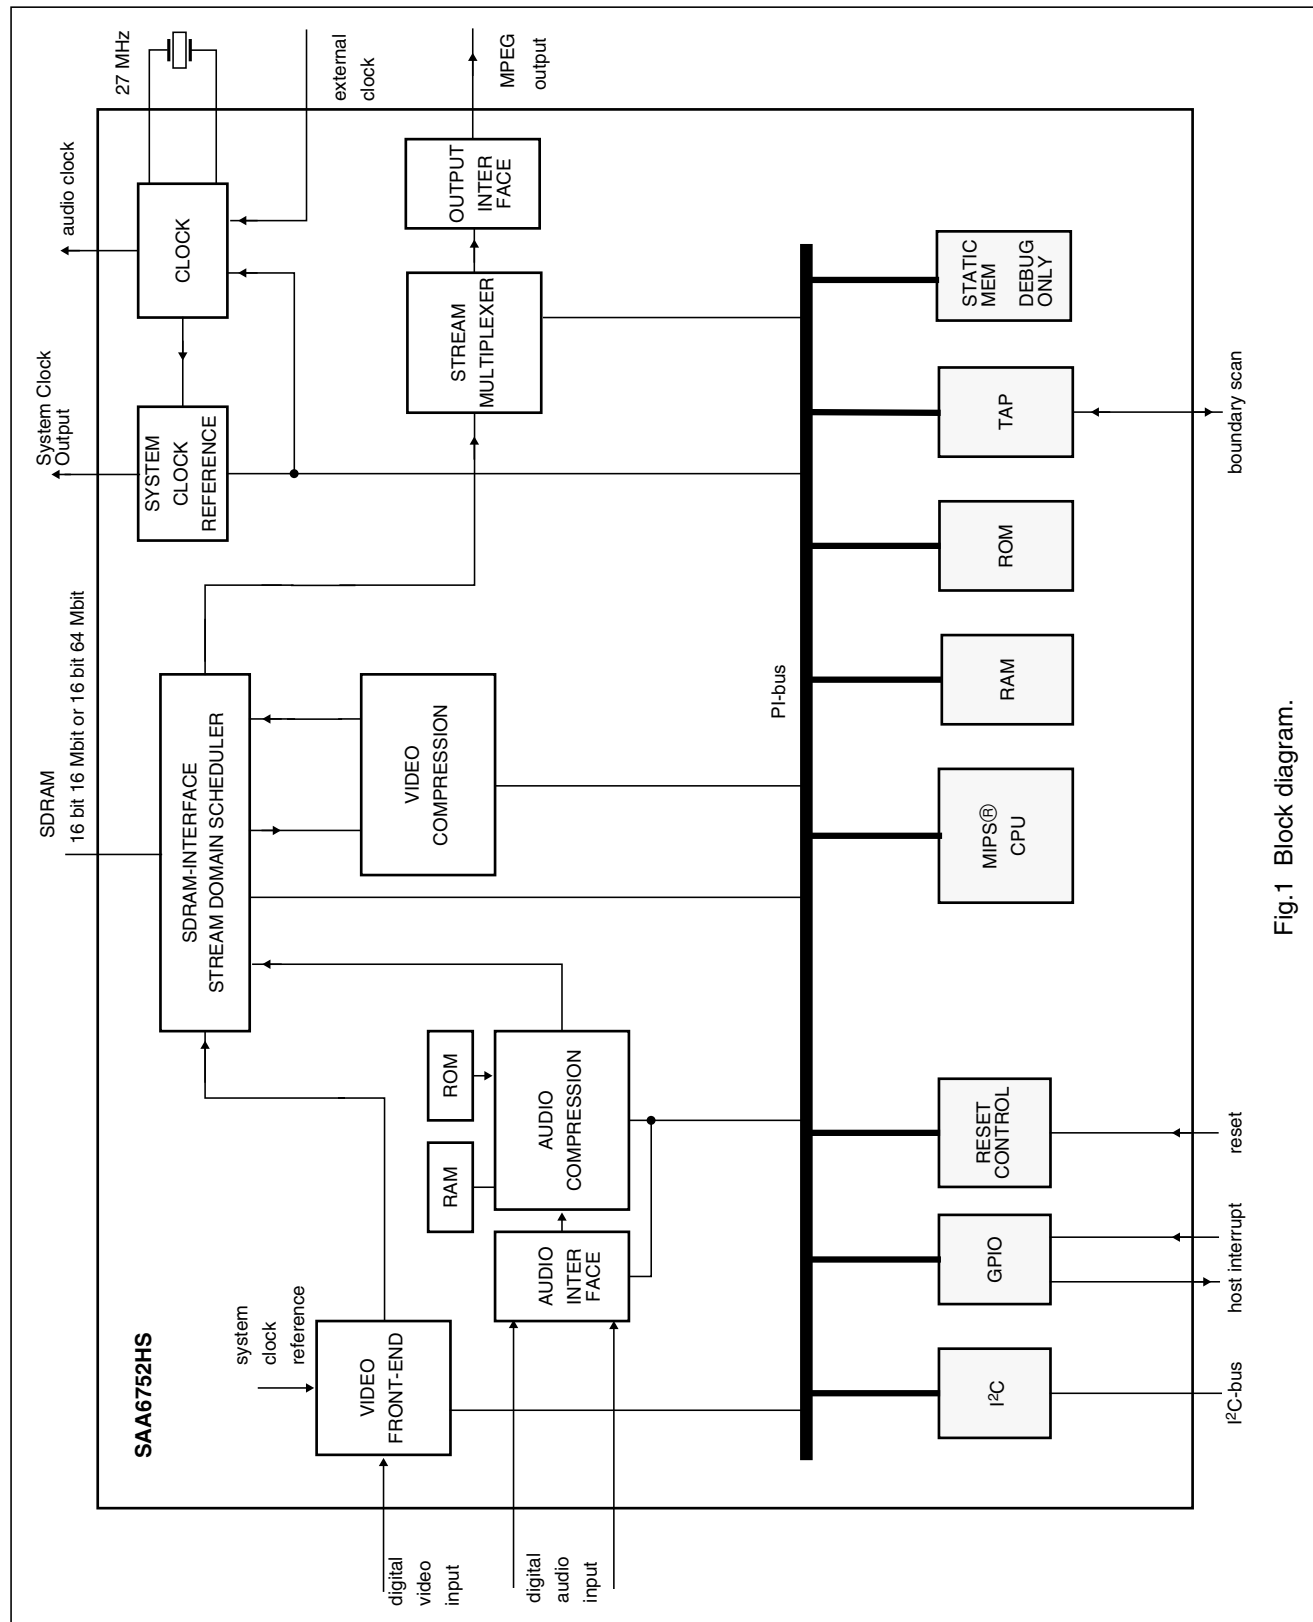 SAA6752HS
SDRAM
16 bit 16 Mbit or 16 bit 64 Mbit
System Clock
Output
audio clock
27 MHz
external
clock
MPEG
output
CLOCK
SYSTEM
CLOCK
REFERENCE
OUTPUT
INTER
FACE
STREAM
MULTIPLEXER
SDRAM-INTERFACE
STREAM DOMAIN SCHEDULER
VIDEO
COMPRESSION
system
clock
reference
VIDEO
FRONT-END
digital
video
input
RAM
ROM
AUDIO
INTER
FACE
AUDIO
COMPRESSION
digital
audio
input
PI-bus
I²C
GPIO
RESET
CONTROL
MIPS®
CPU
RAM
ROM
TAP
STATIC
MEM
DEBUG
ONLY
I²C-bus
host interrupt
reset
boundary scan
Fig.1 Block diagram.